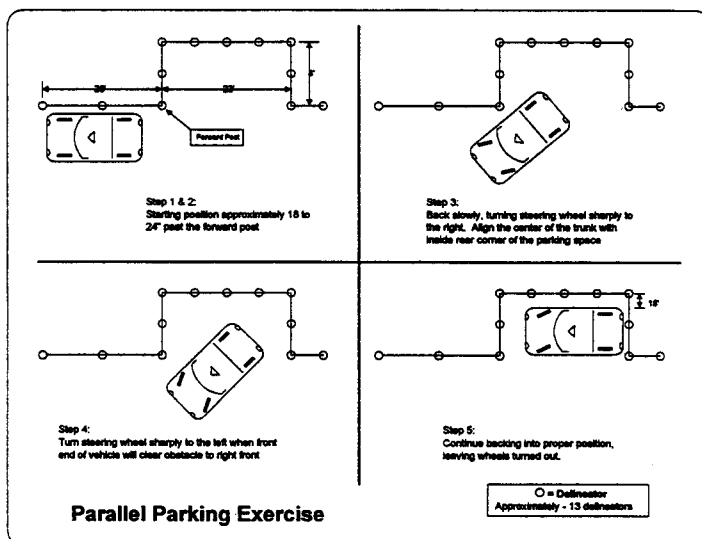 23'
Forward Post
Step 1 & 2:
Starting position approximately 18 to
24" past the forward post
Step 3:
Back slowly, turning steering wheel sharply to
the right. Align the center of the trunk with
inside rear corner of the parking space
Step 4:
Turn steering wheel sharply to the left when front
end of vehicle will clear obstacle to right front
18"
Step 5:
Continue backing into proper position,
leaving wheels turned out.
Parallel Parking Exercise
O = Delineator
Approximately - 13 delineators